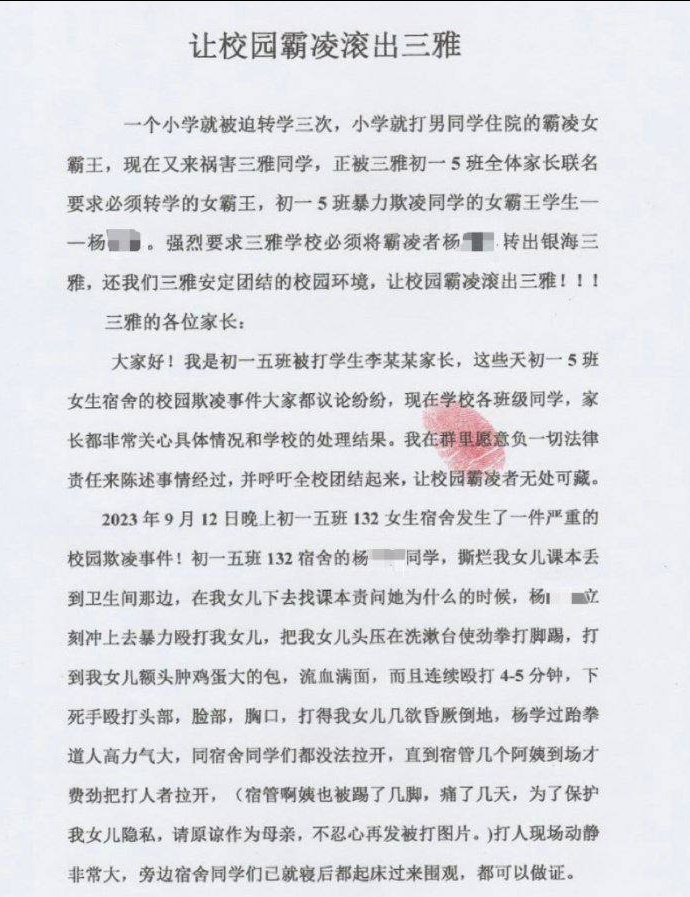 让校园霸凌滚出三雅
一个小学就被迫转学三次，小学就打男同学住院的霸凌女
霸王，现在又来祸害三雅同学，正被三雅初一 5 班全体家长联名
要求必须转学的女霸王，初一 5 班暴力欺凌同学的女霸王学生—
—杨 。强烈要求三雅学校必须将霸凌者杨 转出银海三
雅，还我们三雅安定团结的校园环境，让校园霸凌滚出三雅！！！
三雅的各位家长：
大家好！我是初一五班被打学生李某某家长，这些天初一 5 班
女生宿舍的校园欺凌事件大家都议论纷纷，现在学校各班级同学，家
长都非常关心具体情况和学校的处理结果。我在群里愿意负一切法律
责任来陈述事情经过，并呼吁全校团结起来，让校园霸凌者无处可藏。
2023 年 9 月 12 日晚上初一五班 132 女生宿舍发生了一件严重的
校园欺凌事件！初一五班 132 宿舍的杨 同学，撕烂我女儿课本丢
到卫生间那边，在我女儿下去找课本责问她为什么的时候，杨 立
刻冲上去暴力殴打我女儿，把我女儿头压在洗漱台使劲拳打脚踢，打
到我女儿额头肿鸡蛋大的包，流血满面，而且连续殴打 4-5 分钟，下
死手殴打头部，脸部，胸口，打得我女儿几欲昏厥倒地，杨学过跆拳
道人高力气大，同宿舍同学们都没法拉开，直到宿管几个阿姨到场才
费劲把打人者拉开，（宿管啊姨也被踢了几脚，痛了几天，为了保护
我女儿隐私，请原谅作为母亲，不忍心再发被打图片。)打人现场动静
非常大，旁边宿舍同学们已就寝后都起床过来围观，都可以做证。